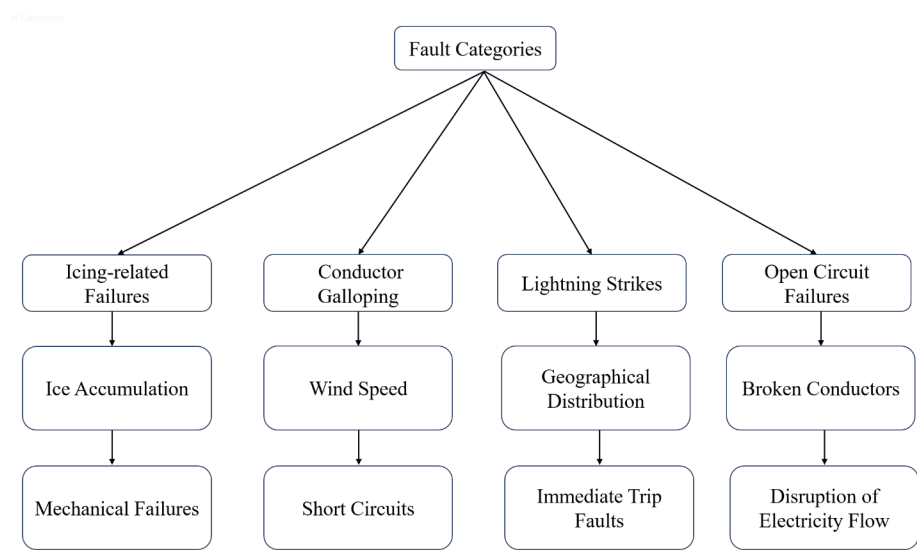 Fault Categories
Icing-related
Failures
Conductor
Galloping
Lightning Strikes
Open Circuit
Failures
Ice Accumulation
Wind Speed
Geographical
Distribution
Broken Conductors
Mechanical Failures
Short Circuits
Immediate Trip
Faults
Disruption of
Electricity Flow